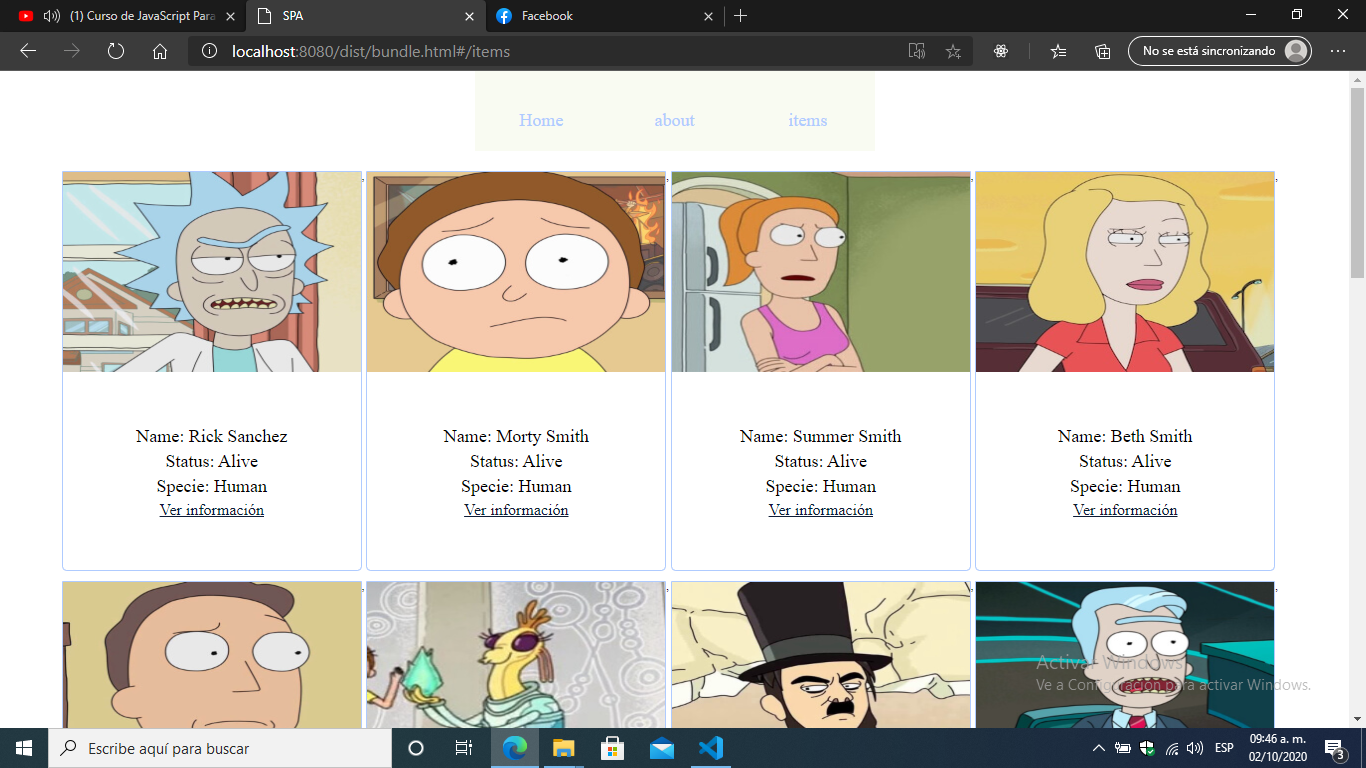 (1) Curso de JavaScript Para
SPA
Facebook
localhost:8080/dist/bundle.html#/items
No se está sincronizando
Home about items
,
,
,
,
Name: Rick Sanchez
Status: Alive
Specie: Human
Ver información
Name: Morty Smith
Status: Alive
Specie: Human
Ver información
Name: Summer Smith
Status: Alive
Specie: Human
Ver información
Name: Beth Smith
Status: Alive
Specie: Human
Ver información
,
,
,
,
Activar Windows
Ve a Configuración para activar Windows.
Escribe aquí para buscar
ESP
09:46 a. m.
02/10/2020
3